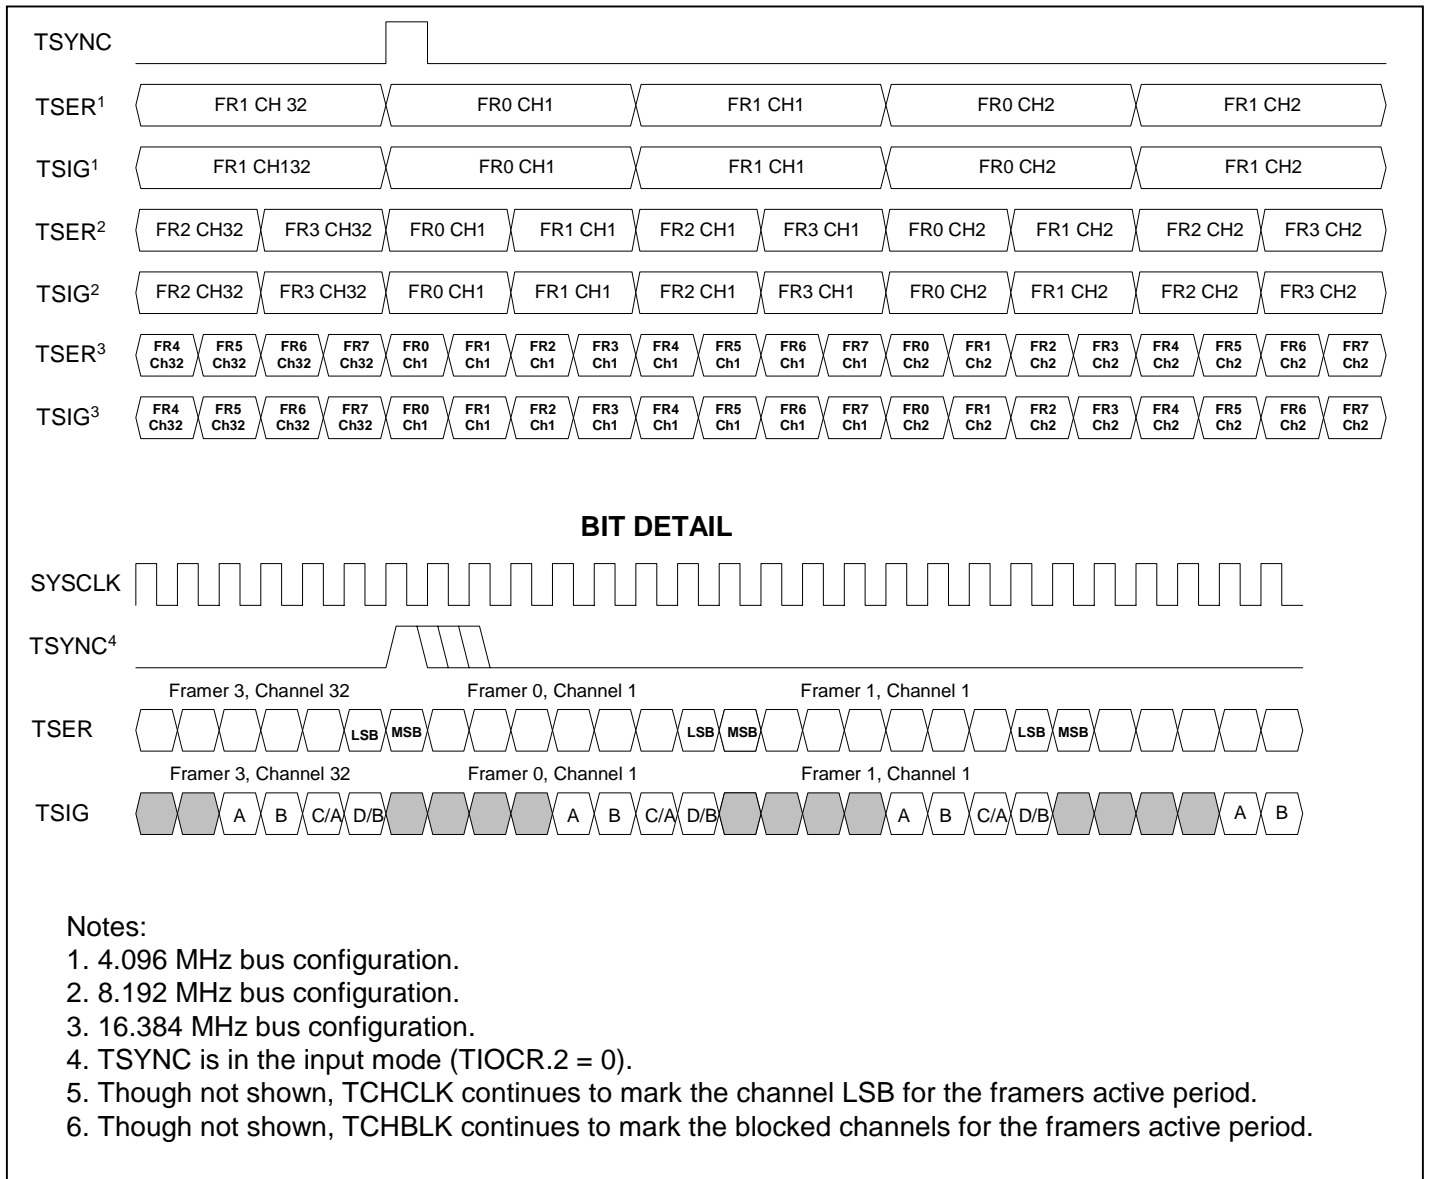 TSYNC
TSER1 FR1 CH 32 FR0 CH1 FR1 CH1 FR0 CH2 FR1 CH2
TSIG1 FR1 CH132 FR0 CH1 FR1 CH1 FR0 CH2 FR1 CH2
TSER2 FR2 CH32 FR3 CH32 FR0 CH1 FR1 CH1 FR2 CH1 FR3 CH1 FR0 CH2 FR1 CH2 FR2 CH2 FR3 CH2
TSIG2 FR2 CH32 FR3 CH32 FR0 CH1 FR1 CH1 FR2 CH1 FR3 CH1 FR0 CH2 FR1 CH2 FR2 CH2 FR3 CH2
TSER3 FR4 Ch32 FR5 Ch32 FR6 Ch32 FR7 Ch32 FR0 Ch1 FR1 Ch1 FR2 Ch1 FR3 Ch1 FR4 Ch1 FR5 Ch1 FR6 Ch1 FR7 Ch1 FR0 Ch2 FR1 Ch2 FR2 Ch2 FR3 Ch2 FR4 Ch2 FR5 Ch2 FR6 Ch2 FR7 Ch2
TSIG3 FR4 Ch32 FR5 Ch32 FR6 Ch32 FR7 Ch32 FR0 Ch1 FR1 Ch1 FR2 Ch1 FR3 Ch1 FR4 Ch1 FR5 Ch1 FR6 Ch1 FR7 Ch1 FR0 Ch2 FR1 Ch2 FR2 Ch2 FR3 Ch2 FR4 Ch2 FR5 Ch2 FR6 Ch2 FR7 Ch2
BIT DETAIL
SYSCLK
TSYNC4
Framer 3, Channel 32 Framer 0, Channel 1 Framer 1, Channel 1
TSER LSB MSB LSB MSB LSB MSB
Framer 3, Channel 32 Framer 0, Channel 1 Framer 1, Channel 1
TSIG A B C/A D/B A B C/A D/B A B C/A D/B A B
Notes:
1. 4.096 MHz bus configuration.
2. 8.192 MHz bus configuration.
3. 16.384 MHz bus configuration.
4. TSYNC is in the input mode (TIOCR.2 = 0).
5. Though not shown, TCHCLK continues to mark the channel LSB for the framers active period.
6. Though not shown, TCHBLK continues to mark the blocked channels for the framers active period.